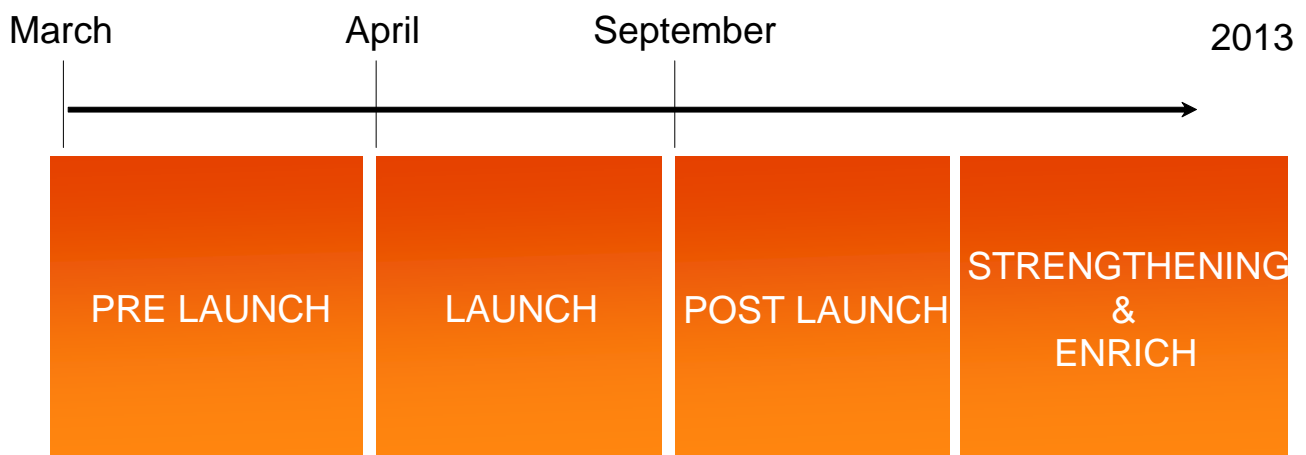 March
April
September
2013
PRE LAUNCH
LAUNCH
POST LAUNCH
STRENGTHENING
&
ENRICH